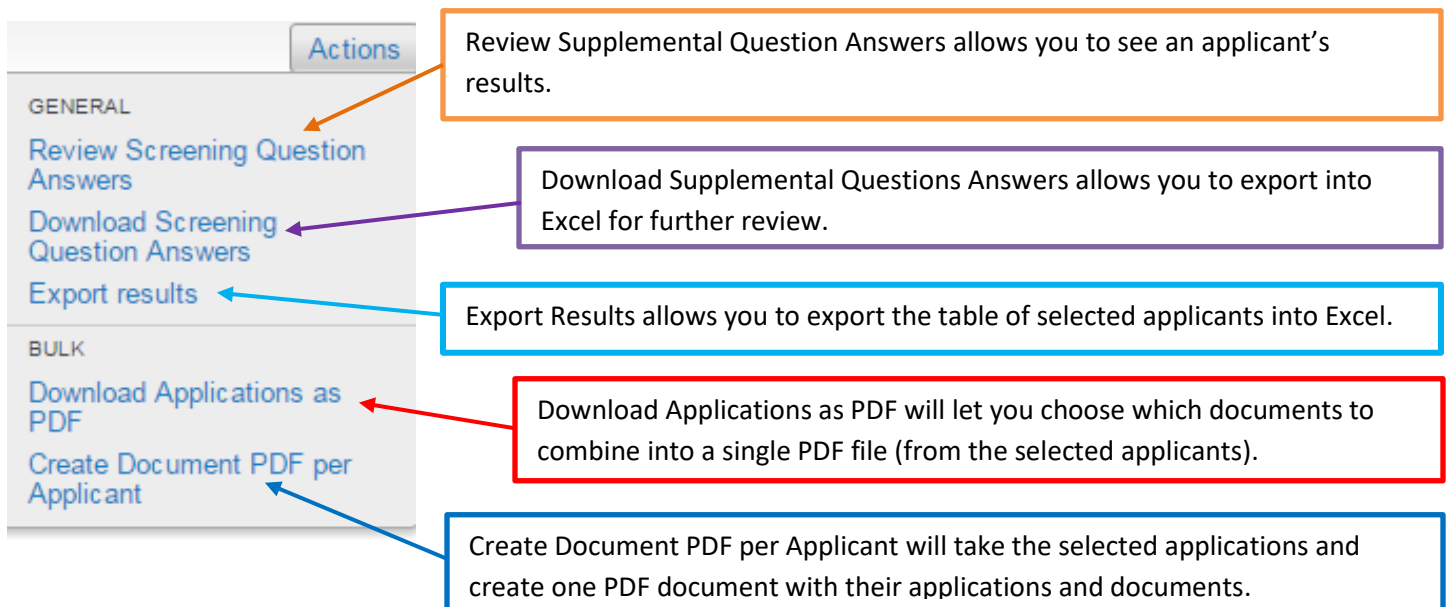 Actions
GENERAL
Review Screening Question
Answers
Download Screening
Question Answers
Export results
BULK
Download Applications as
PDF
Create Document PDF per
Applicant
Review Supplemental Question Answers allows you to see an applicant’s
results.
Download Supplemental Questions Answers allows you to export into
Excel for further review.
Export Results allows you to export the table of selected applicants into Excel.
Download Applications as PDF will let you choose which documents to
combine into a single PDF file (from the selected applicants).
Create Document PDF per Applicant will take the selected applications and
create one PDF document with their applications and documents.